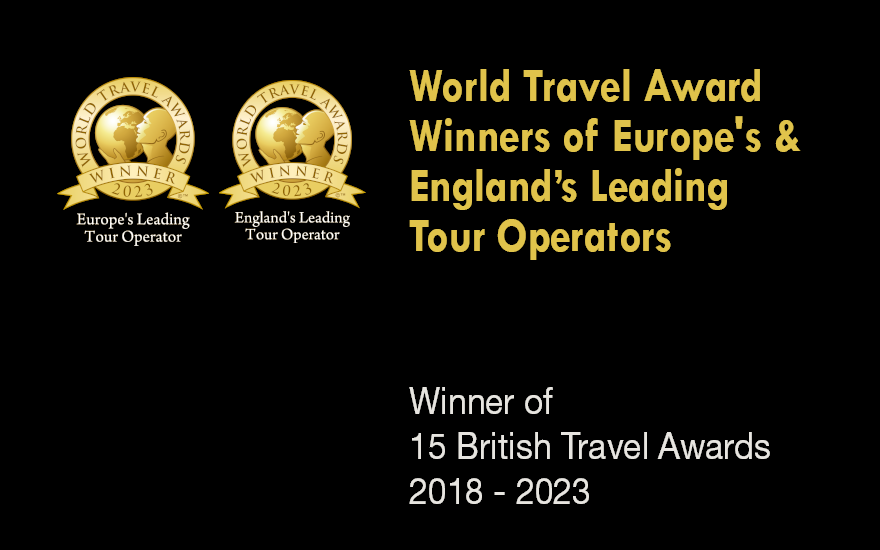 WORLD TRAVEL AWARDS
WINNER
2023
Europe's Leading
Tour Operator
WORLD TRAVEL AWARDS
WINNER
2023
England's Leading
Tour Operator
World Travel Award
Winners of Europe's &
England’s Leading
Tour Operators
Winner of
15 British Travel Awards
2018 - 2023